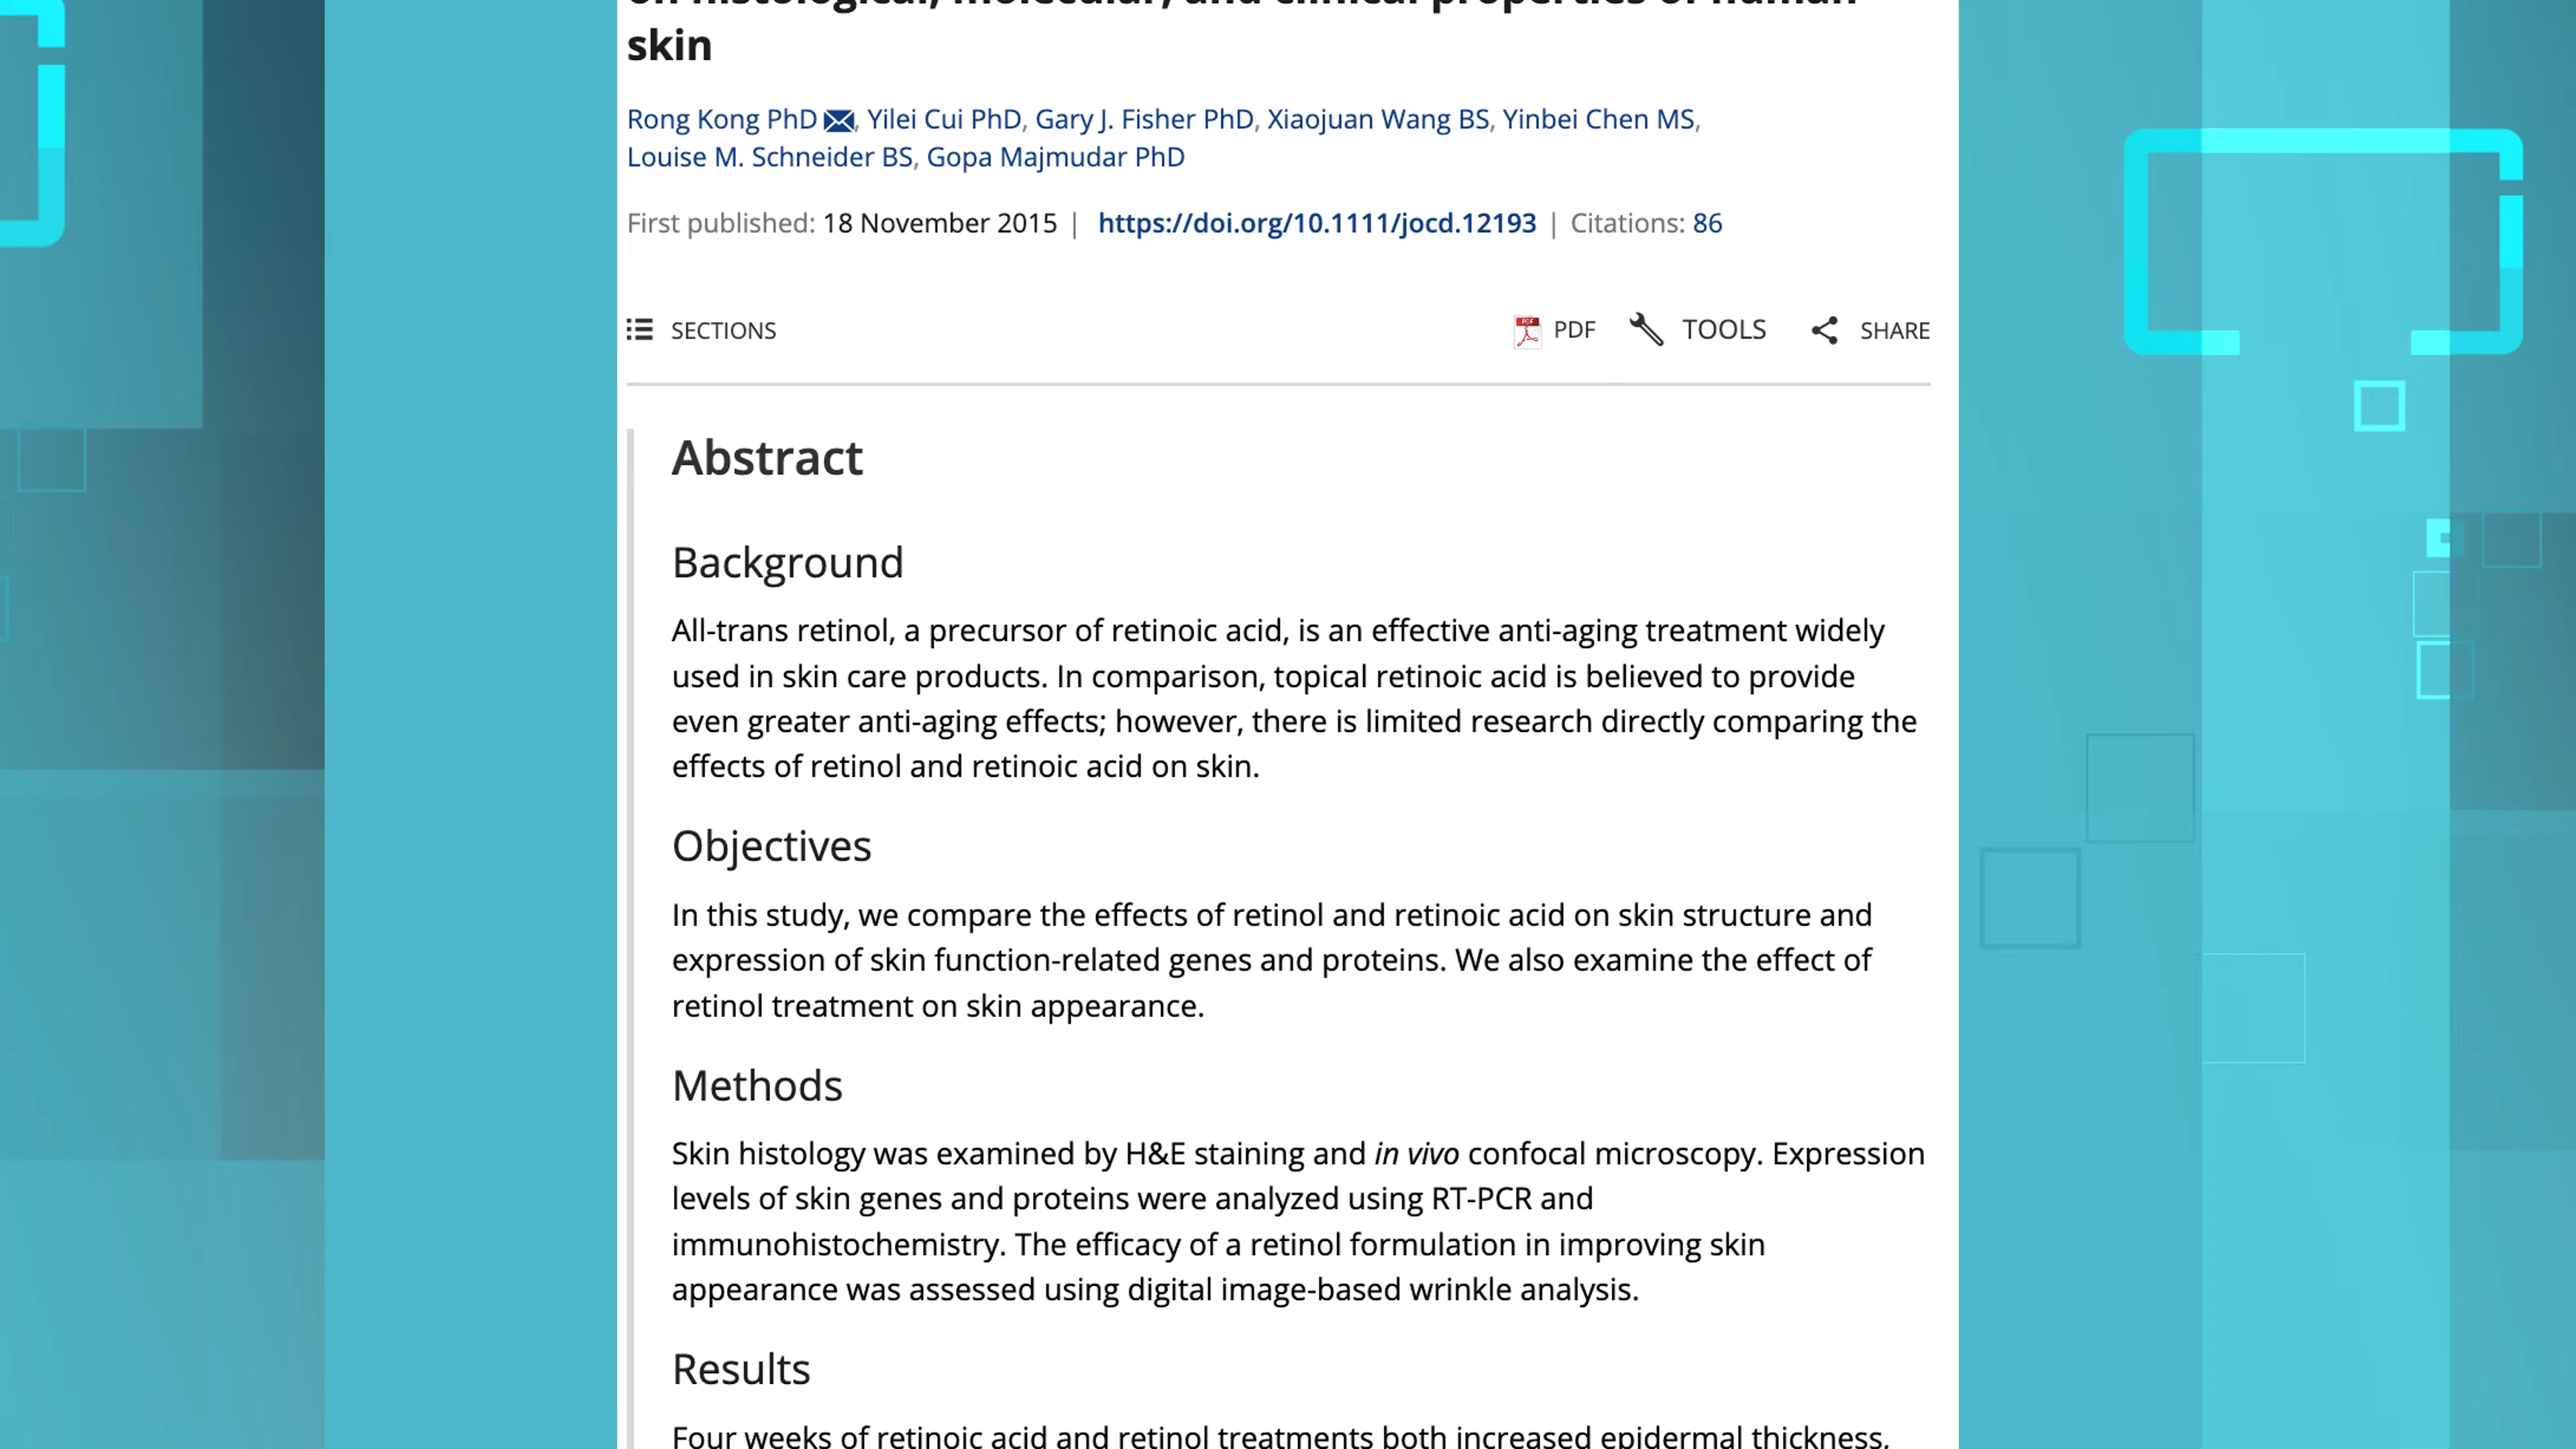 on histological, molecular, and clinical properties of human
skin
Rong Kong PhD, Yilei Cui PhD, Gary J. Fisher PhD, Xiaojuan Wang BS, Yinbei Chen MS,
Louise M. Schneider BS, Gopa Majmudar PhD
First published: 18 November 2015 | https://doi.org/10.1111/jocd.12193 | Citations: 86
SECTIONS PDF TOOLS SHARE
Abstract
Background
All-trans retinol, a precursor of retinoic acid, is an effective anti-aging treatment widely
used in skin care products. In comparison, topical retinoic acid is believed to provide
even greater anti-aging effects; however, there is limited research directly comparing the
effects of retinol and retinoic acid on skin.
Objectives
In this study, we compare the effects of retinol and retinoic acid on skin structure and
expression of skin function-related genes and proteins. We also examine the effect of
retinol treatment on skin appearance.
Methods
Skin histology was examined by H&E staining and in vivo confocal microscopy. Expression
levels of skin genes and proteins were analyzed using RT-PCR and
immunohistochemistry. The efficacy of a retinol formulation in improving skin
appearance was assessed using digital image-based wrinkle analysis.
Results
Four weeks of retinoic acid and retinol treatments both increased epidermal thickness,